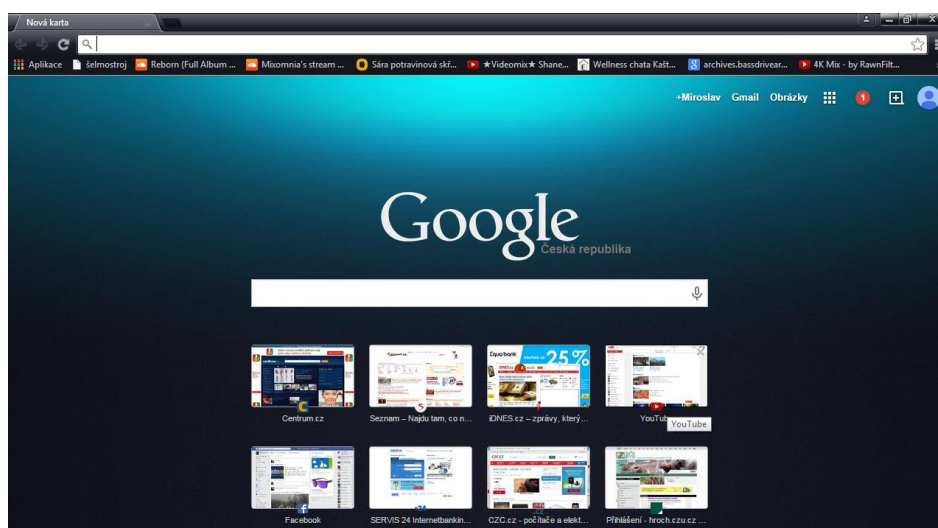 Nová karta
Aplikace šelmostroj Reborn (Full Album ... Mixomnia's stream ... Sára potravinová skř... ★Videomix★ Shane... Wellness chata Kašt... archives.bassdrivear... 4K Mix - by RawnFilt...
+Miroslav Gmail Obrázky 1
Google
Česká republika
Equabank 25 %
Centrum.cz Seznam – Najdu tam, co n... iDNES.cz – zprávy, který... YouTube
YouTube
Facebook SERVIS 24 Internetbankin... CZC.cz - počítače a elekt... Přihlášení - hroch.czu.cz ...